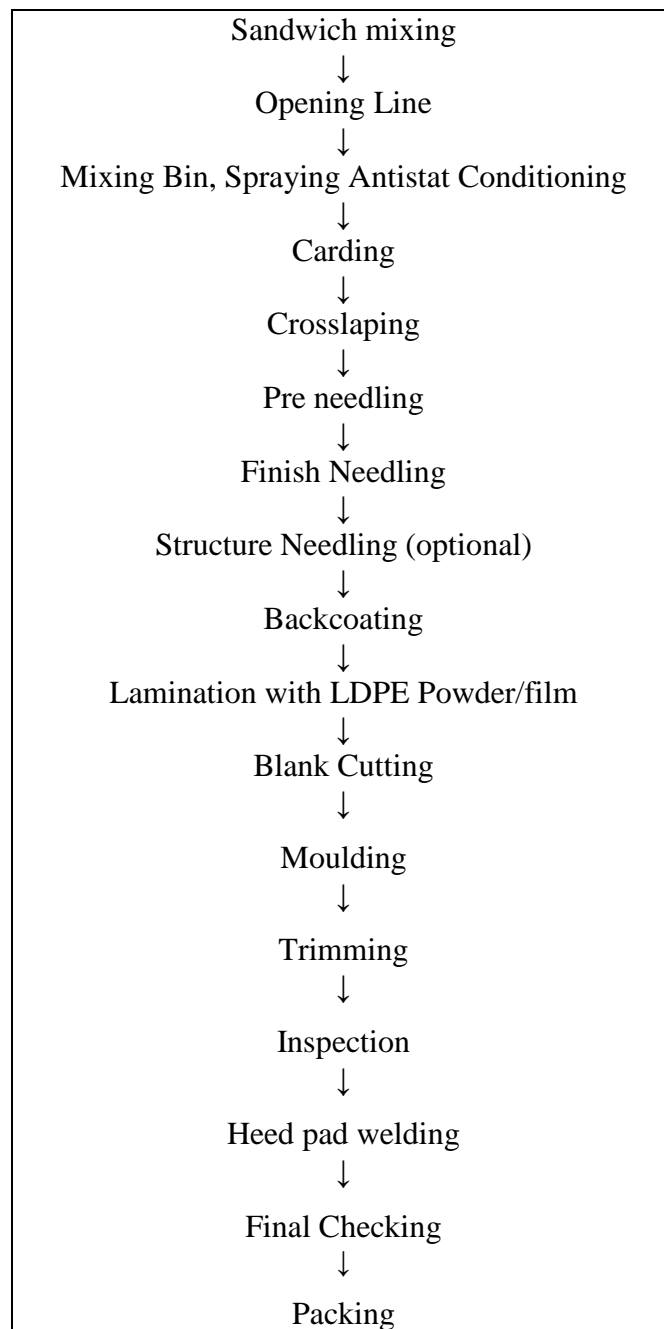 Sandwich mixing
↓
Opening Line
↓
Mixing Bin, Spraying Antistat Conditioning
↓
Carding
↓
Crosslaping
↓
Pre needling
↓
Finish Needling
↓
Structure Needling (optional)
↓
Backcoating
↓
Lamination with LDPE Powder/film
↓
Blank Cutting
↓
Moulding
↓
Trimming
↓
Inspection
↓
Heed pad welding
↓
Final Checking
↓
Packing